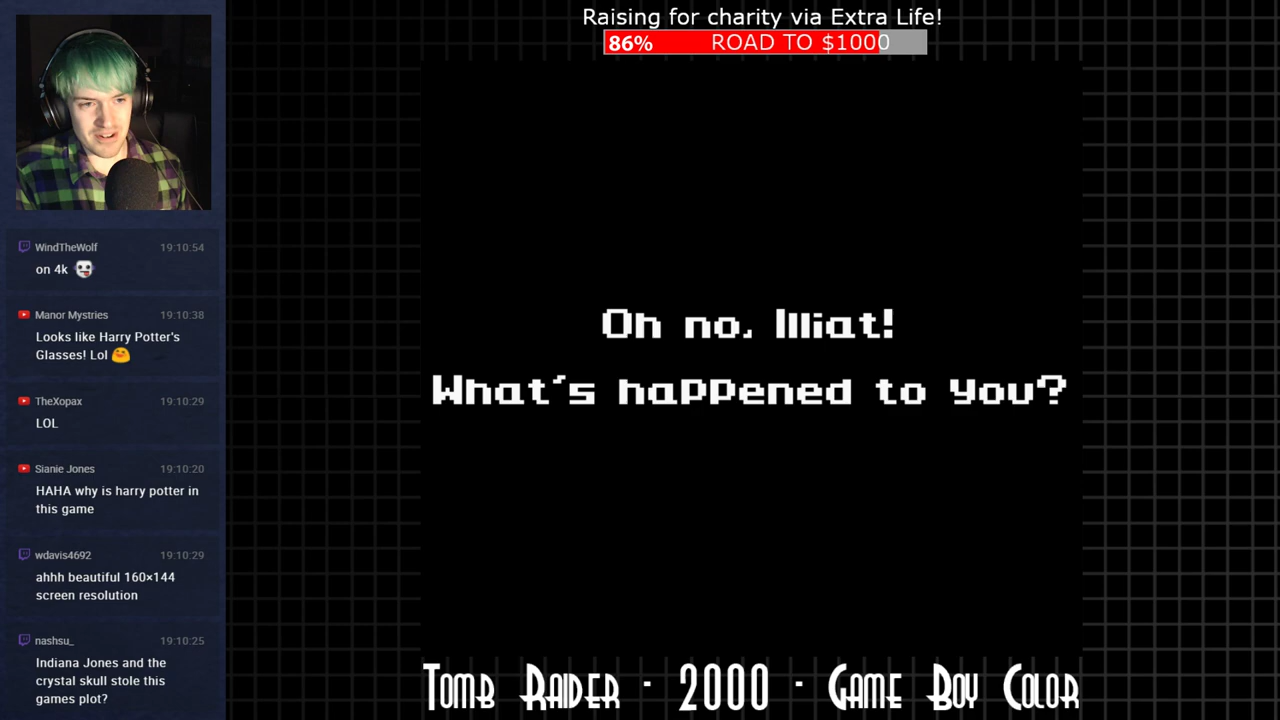 Raising for charity via Extra Life!
86% ROAD TO $1000
WindTheWolf 19:10:54
on 4k
Manor Mystries 19:10:38
Looks like Harry Potter's
Glasses! Lol
TheXopax 19:10:29
LOL
Sianie Jones 19:10:20
HAHA why is harry potter in
this game
wdavis4692 19:10:29
ahhh beautiful 160×144
screen resolution
nashsu_ 19:10:25
Indiana Jones and the
crystal skull stole this
games plot?
Oh no, Illiat!
What's happened to you?
Tomb Raider - 2000 - Game Boy Color